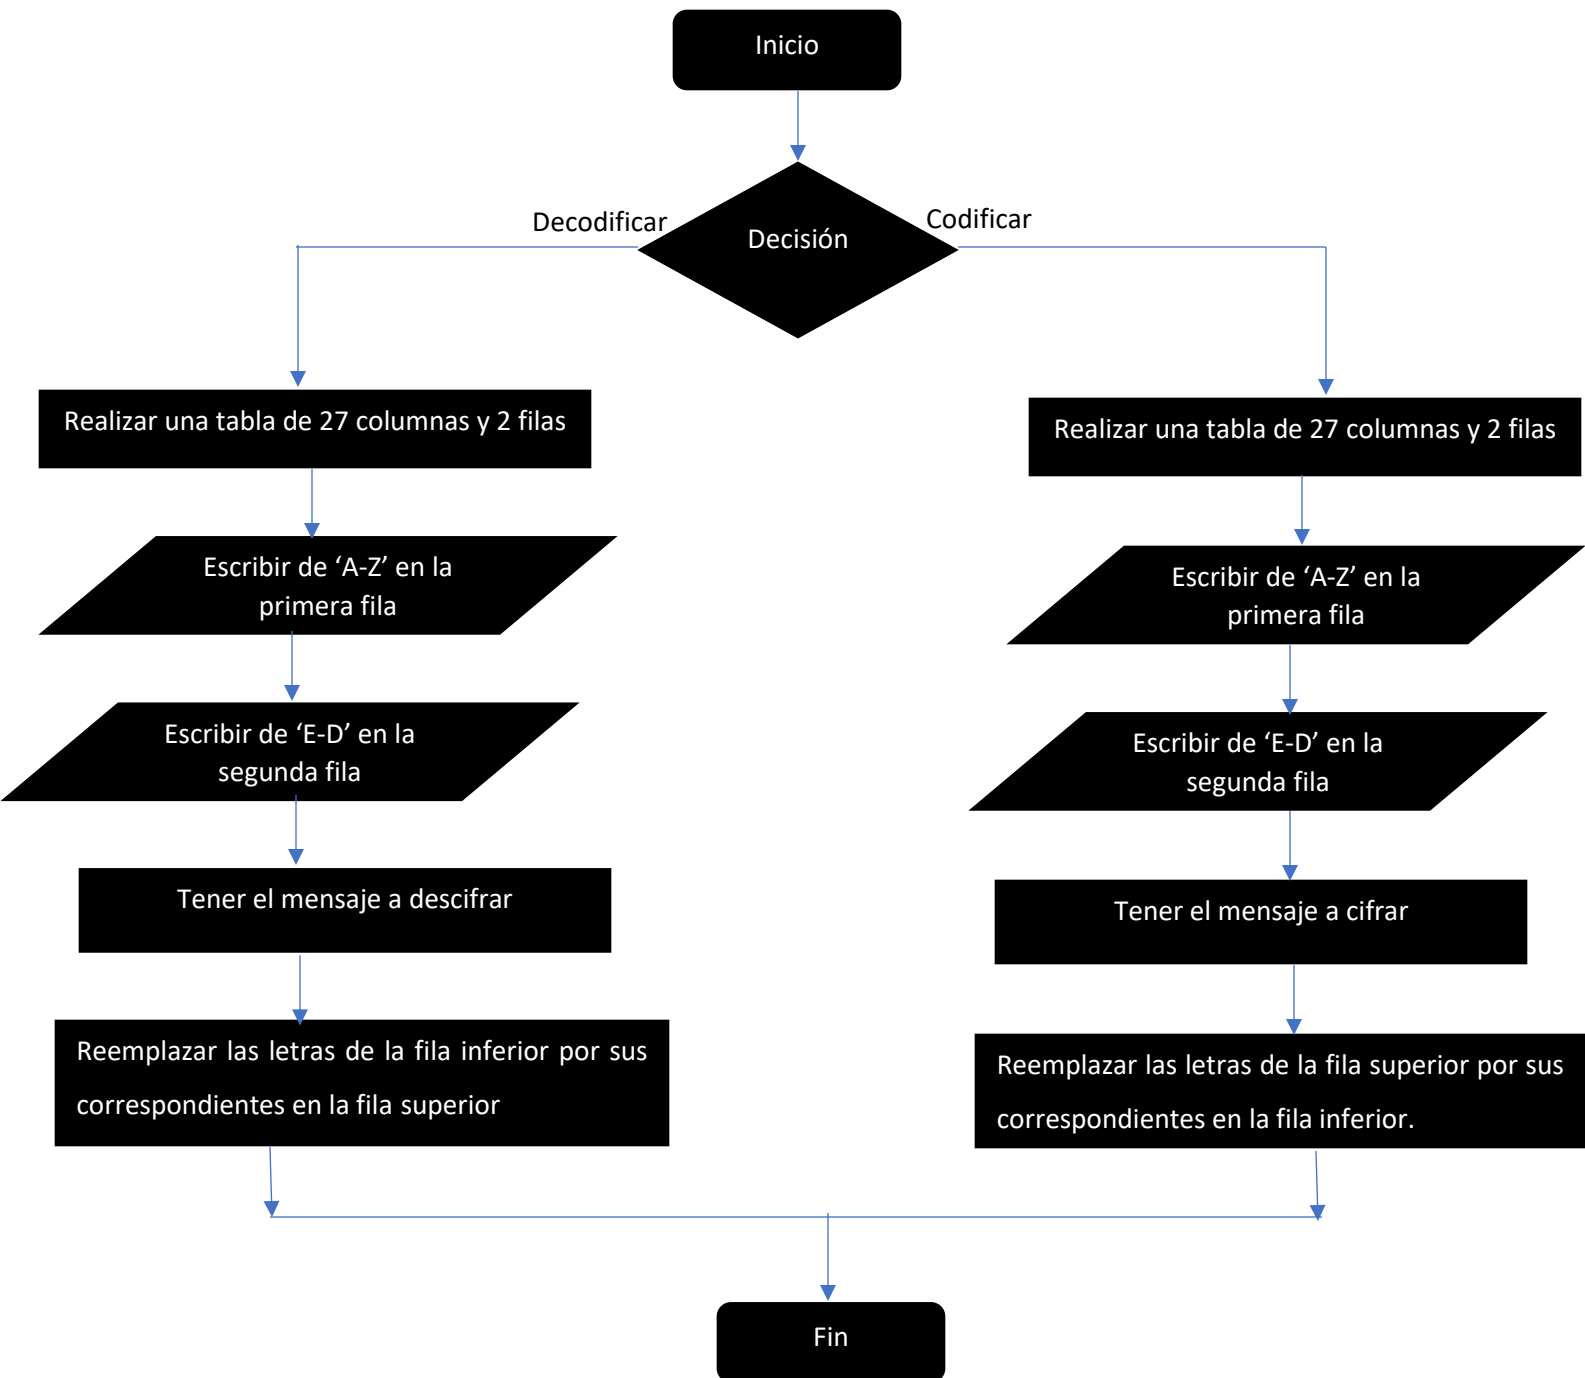 Inicio
Decodificar
Decisión
Codificar
Realizar una tabla de 27 columnas y 2 filas
Escribir de ‘A-Z’ en la
primera fila
Escribir de ‘E-D’ en la
segunda fila
Tener el mensaje a descifrar
Reemplazar las letras de la fila inferior por sus
correspondientes en la fila superior
Realizar una tabla de 27 columnas y 2 filas
Escribir de ‘A-Z’ en la
primera fila
Escribir de ‘E-D’ en la
segunda fila
Tener el mensaje a cifrar
Reemplazar las letras de la fila superior por sus
correspondientes en la fila inferior.
Fin